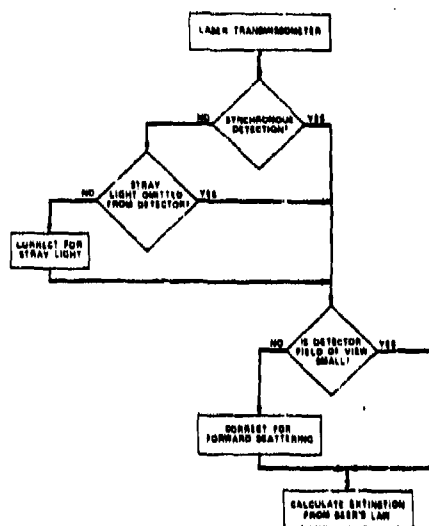 LASER TRANSMISSOMETER
NO
SYNCHRONOUS
DETECTION?
YES
NO
STRAY
LIGHT OMITTED
FROM DETECTOR?
YES
CORRECT FOR
STRAY LIGHT
NO
IS DETECTOR
FIELD OF VIEW
SMALL?
YES
CORRECT FOR
FORWARD SCATTERING
CALCULATE EXTINCTION
FROM BEER'S LAW